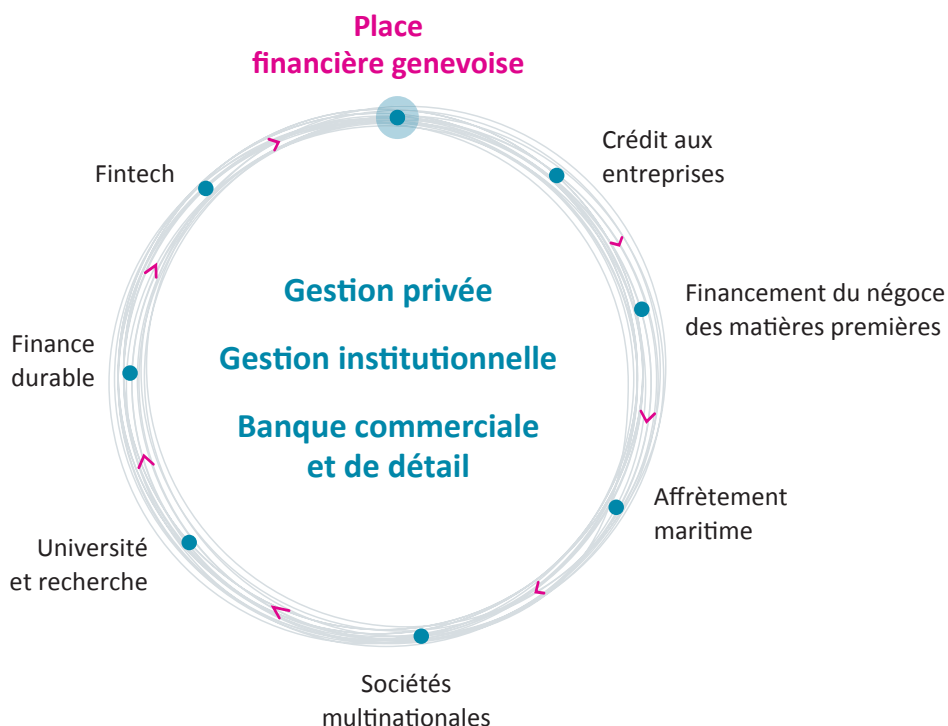 Place
financière genevoise
Crédit aux
entreprises
Financement du négoce
des matières premières
Affrètement
maritime
Sociétés
multinationales
Université
et recherche
Finance
durable
Fintech
Gestion privée
Gestion institutionnelle
Banque commerciale
et de détail